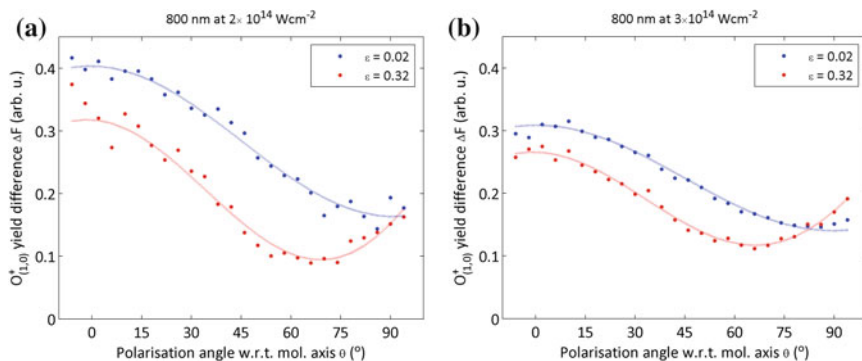 800 nm at 2× 10¹⁴ Wcm⁻²
(a)
ε = 0.02
ε = 0.32
0.4
0.3
0.2
0.1
0
O⁺₍₁,₀₎ yield difference ΔF (arb. u.)
0 15 30 45 60 75 90
Polarisation angle w.r.t. mol. axis θ (°)
800 nm at 3×10¹⁴ Wcm⁻²
(b)
ε = 0.02
ε = 0.32
0.4
0.3
0.2
0.1
0
O⁺₍₁,₀₎ yield difference ΔF (arb. u.)
0 15 30 45 60 75 90
Polarisation angle w.r.t. mol. axis θ (°)